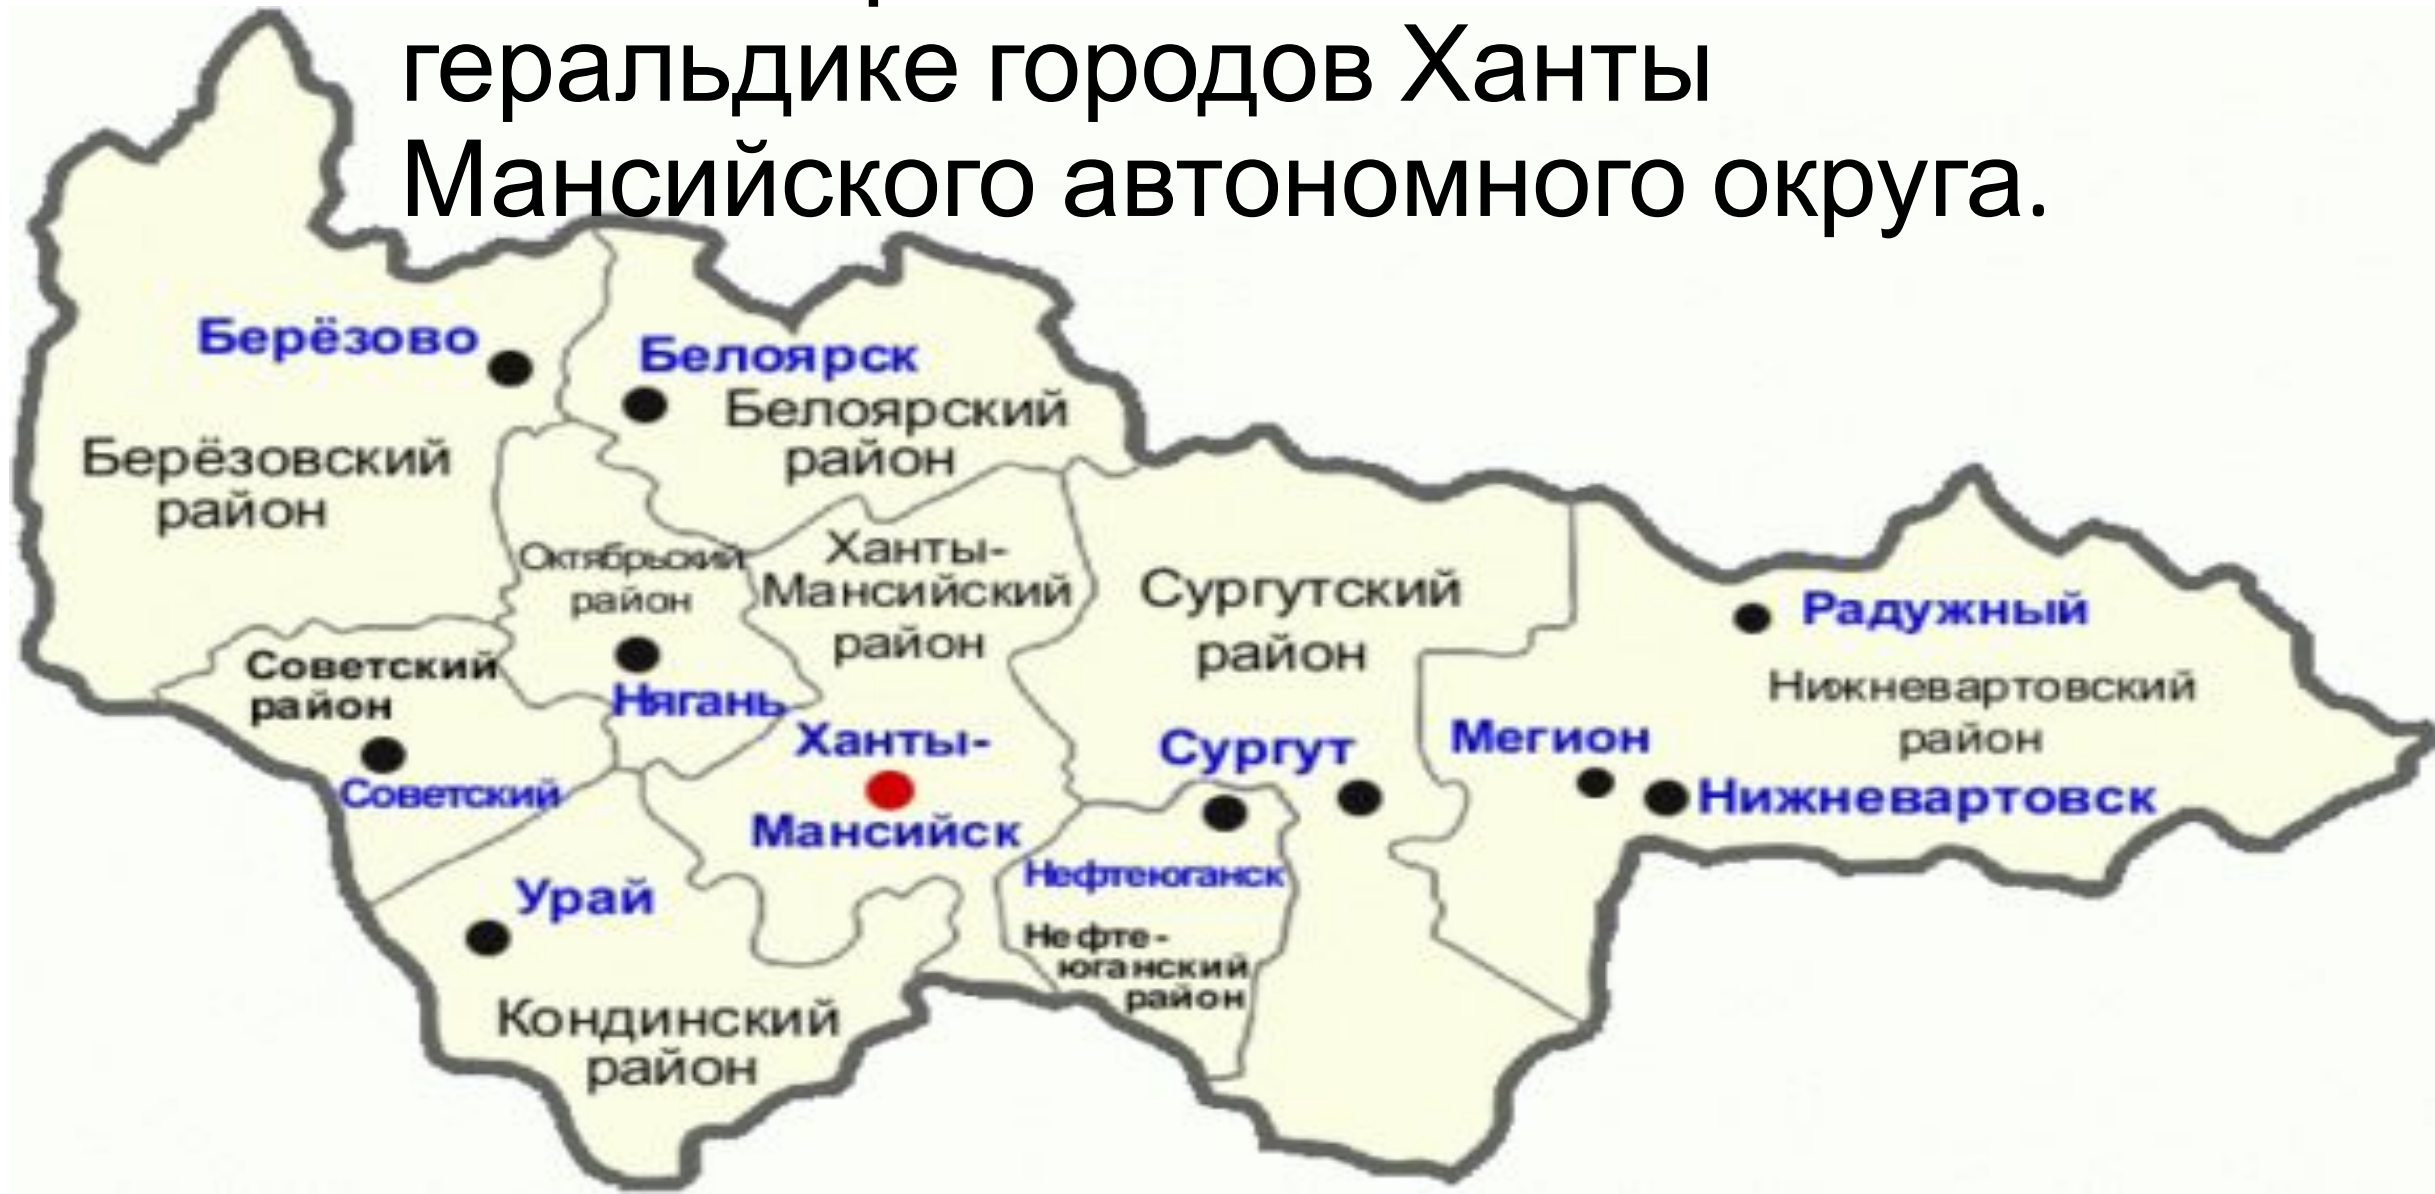 геральдике городов Ханты
Мансийского автономного округа.
Берёзово
Белоярск
Белоярский
район
Берёзовский
район
Октябрьский
район
Ханты-
Мансийский
район
Сургутский
район
Радужный
Советский
район
Нягань
Нижневартовский
район
Ханты-
Мансийск
Сургут
Мегион
Нижневартовск
Советский
Нефтеюганск
Урай
Нефте-
юганский
район
Кондинский
район